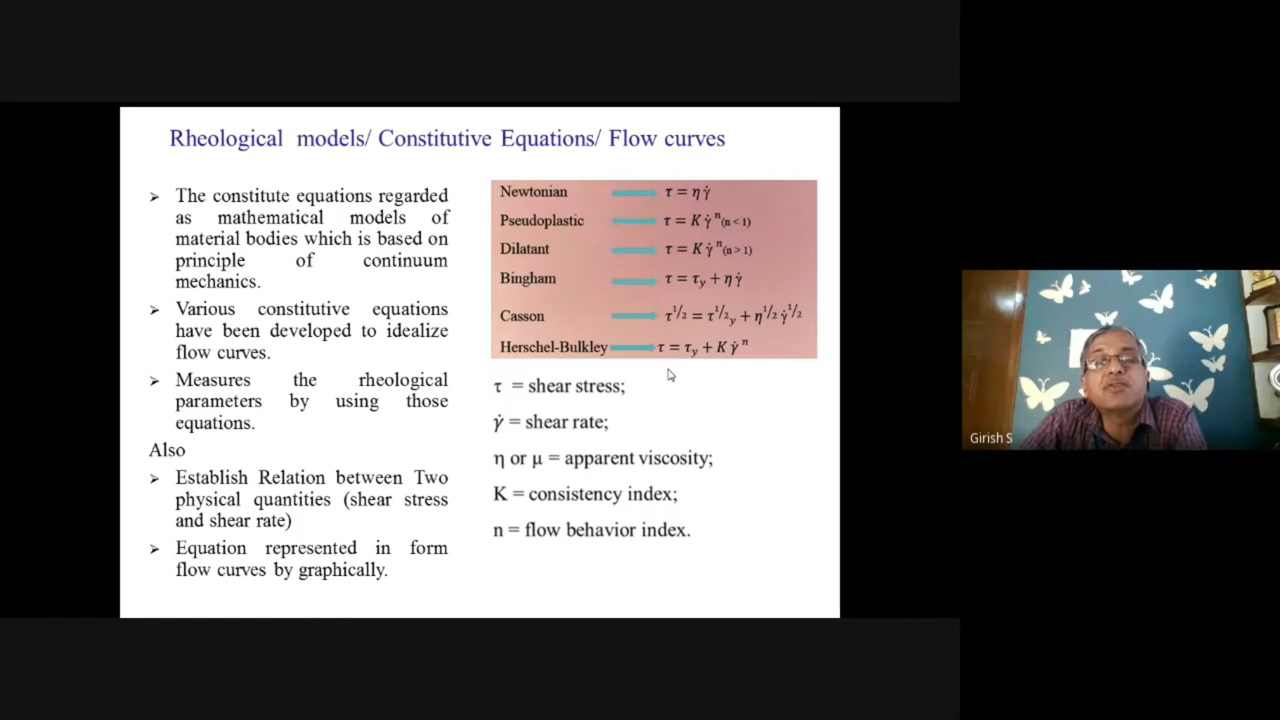 Rheological models/ Constitutive Equations/ Flow curves
➢ The constitute equations regarded
as mathematical models of
material bodies which is based on
principle of continuum
mechanics.
➢ Various constitutive equations
have been developed to idealize
flow curves.
➢ Measures the rheological
parameters by using those
equations.
Also
➢ Establish Relation between Two
physical quantities (shear stress
and shear rate)
➢ Equation represented in form
flow curves by graphically.
Newtonian τ = η γ̇
Pseudoplastic τ = K γ̇ ⁿ (n < 1)
Dilatant τ = K γ̇ ⁿ (n > 1)
Bingham τ = τ_y + η γ̇
Casson τ^1/2 = τ^1/2_y + η^1/2 γ̇^1/2
Herschel-Bulkley τ = τ_y + K γ̇ ⁿ
τ = shear stress;
γ̇ = shear rate;
η or μ = apparent viscosity;
K = consistency index;
n = flow behavior index.
Girish S